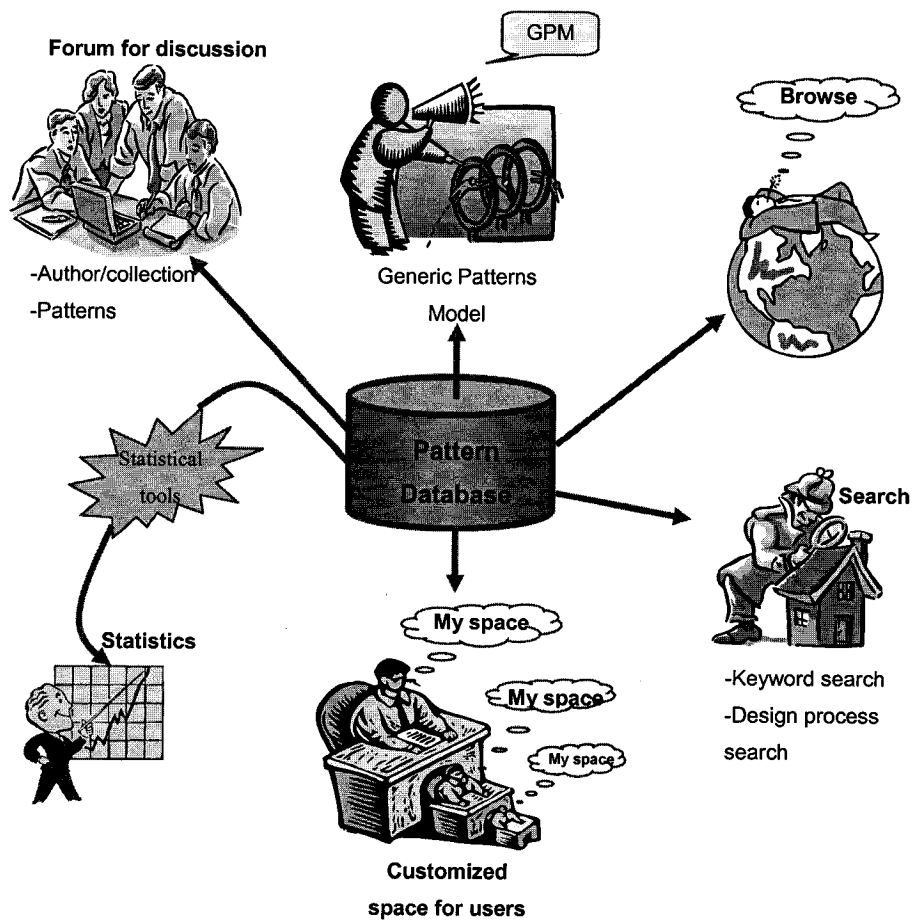 GPM
Forum for discussion
Browse
-Author/collection
-Patterns
Generic Patterns
Model
Statistical
tools
Pattern
Database
Search
-Keyword search
-Design process
search
Statistics
My space
My space
My space
Customized
space for users